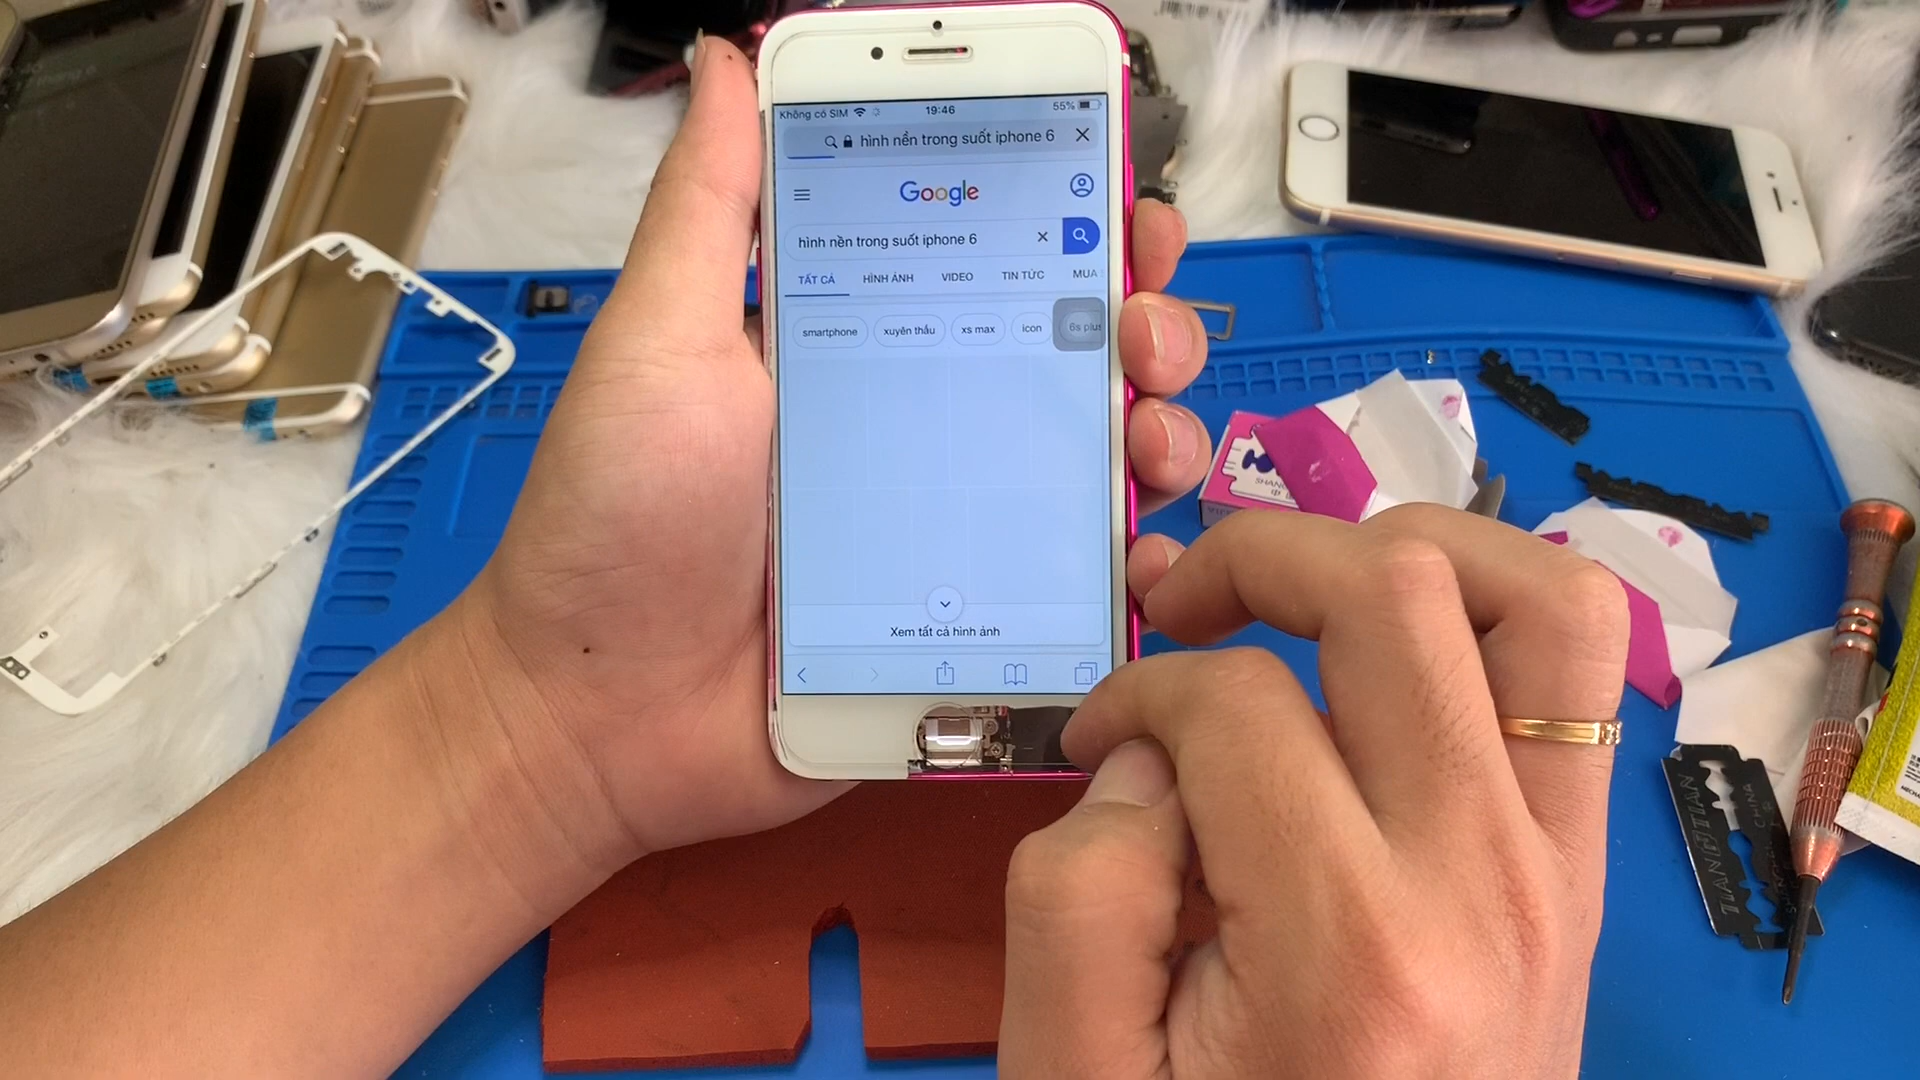 Không có SIM
19:46
55%
hình nền trong suốt iphone 6
Google
hình nền trong suốt iphone 6
TẤT CẢ
HÌNH ẢNH
VIDEO
TIN TỨC
MUA
smartphone
xuyên thấu
xs max
icon
6s plus
Xem tất cả hình ảnh
TIANTIAN
CHINA